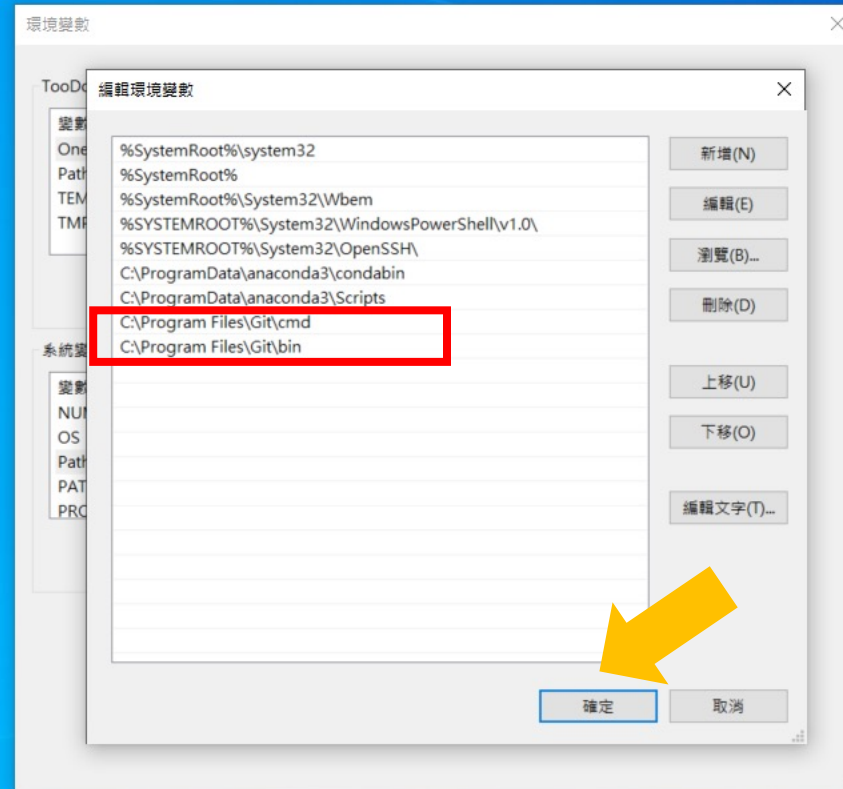 環境變數
TooDo
編輯環境變數
變數
One
Path
TEM
TMP
%SystemRoot%\system32
%SystemRoot%
%SystemRoot%\System32\Wbem
%SYSTEMROOT%\System32\WindowsPowerShell\v1.0\
%SYSTEMROOT%\System32\OpenSSH\
C:\ProgramData\anaconda3\condabin
C:\ProgramData\anaconda3\Scripts
C:\Program Files\Git\cmd
C:\Program Files\Git\bin
新增(N)
編輯(E)
瀏覽(B)...
刪除(D)
上移(U)
下移(O)
編輯文字(T)...
系統變
變數
NUM
OS
Path
PAT
PRO
確定
取消